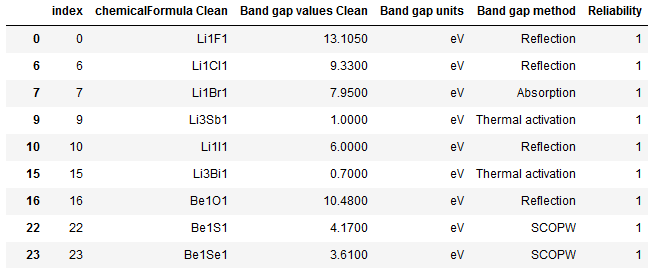 index chemicalFormula Clean Band gap values Clean Band gap units Band gap method Reliability
0 0 Li1F1 13.1050 eV Reflection 1
6 6 Li1Cl1 9.3300 eV Reflection 1
7 7 Li1Br1 7.9500 eV Absorption 1
9 9 Li3Sb1 1.0000 eV Thermal activation 1
10 10 Li1I1 6.0000 eV Reflection 1
15 15 Li3Bi1 0.7000 eV Thermal activation 1
16 16 Be1O1 10.4800 eV Reflection 1
22 22 Be1S1 4.1700 eV SCOPW 1
23 23 Be1Se1 3.6100 eV SCOPW 1